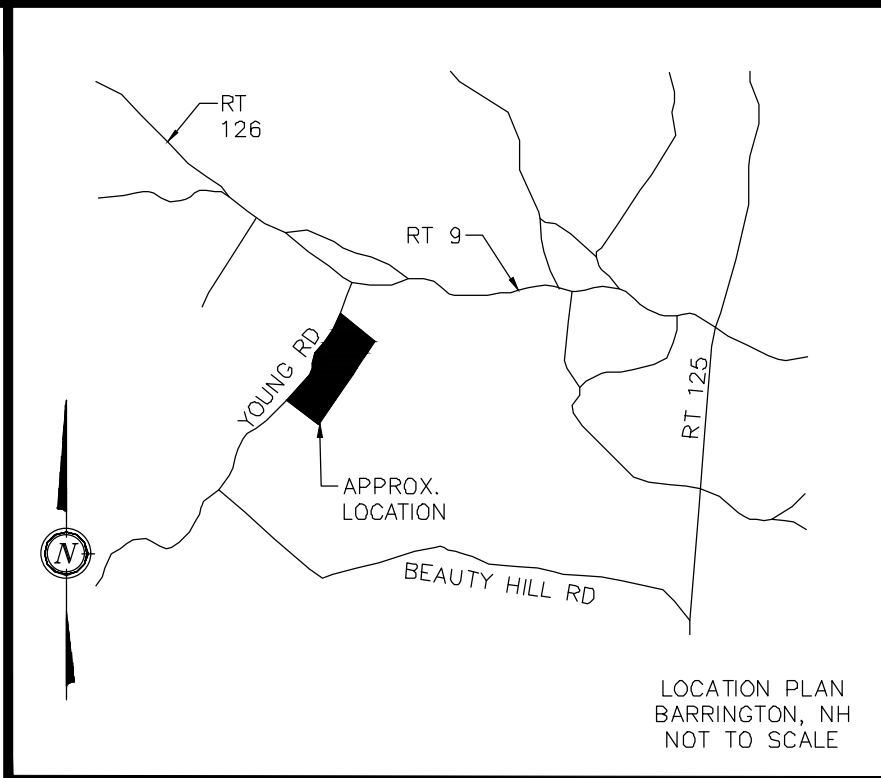 RT
126
RT 9
YOUNG RD
RT 125
APPROX.
LOCATION
N
BEAUTY HILL RD
LOCATION PLAN
BARRINGTON, NH
NOT TO SCALE